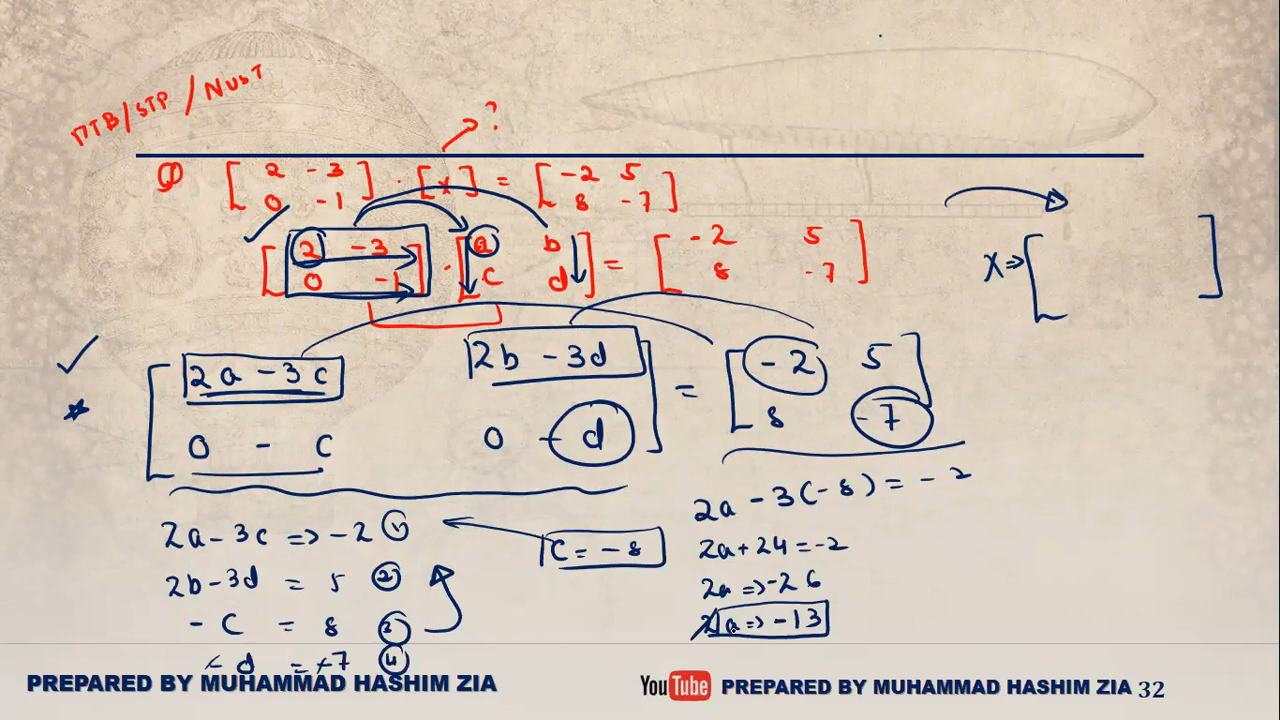 PTB/STP/NUST
?
Q [2 -3 0 -1] · [x] = [-2 5 8 -7]
[2 -3 0 -1] · [a b c d] = [-2 5 8 -7]
x ⇒ [ ]
[2a - 3c 2b - 3d 0 - c 0 - d] = [-2 5 8 -7]
2a - 3c ⇒ -2 ①
2b - 3d = 5 ②
- c = 8 ③
- d = -7 ④
c = -8
2a - 3(-8) = -2
2a + 24 = -2
2a ⇒ -26
a ⇒ -13
PREPARED BY MUHAMMAD HASHIM ZIA
YouTube PREPARED BY MUHAMMAD HASHIM ZIA 32